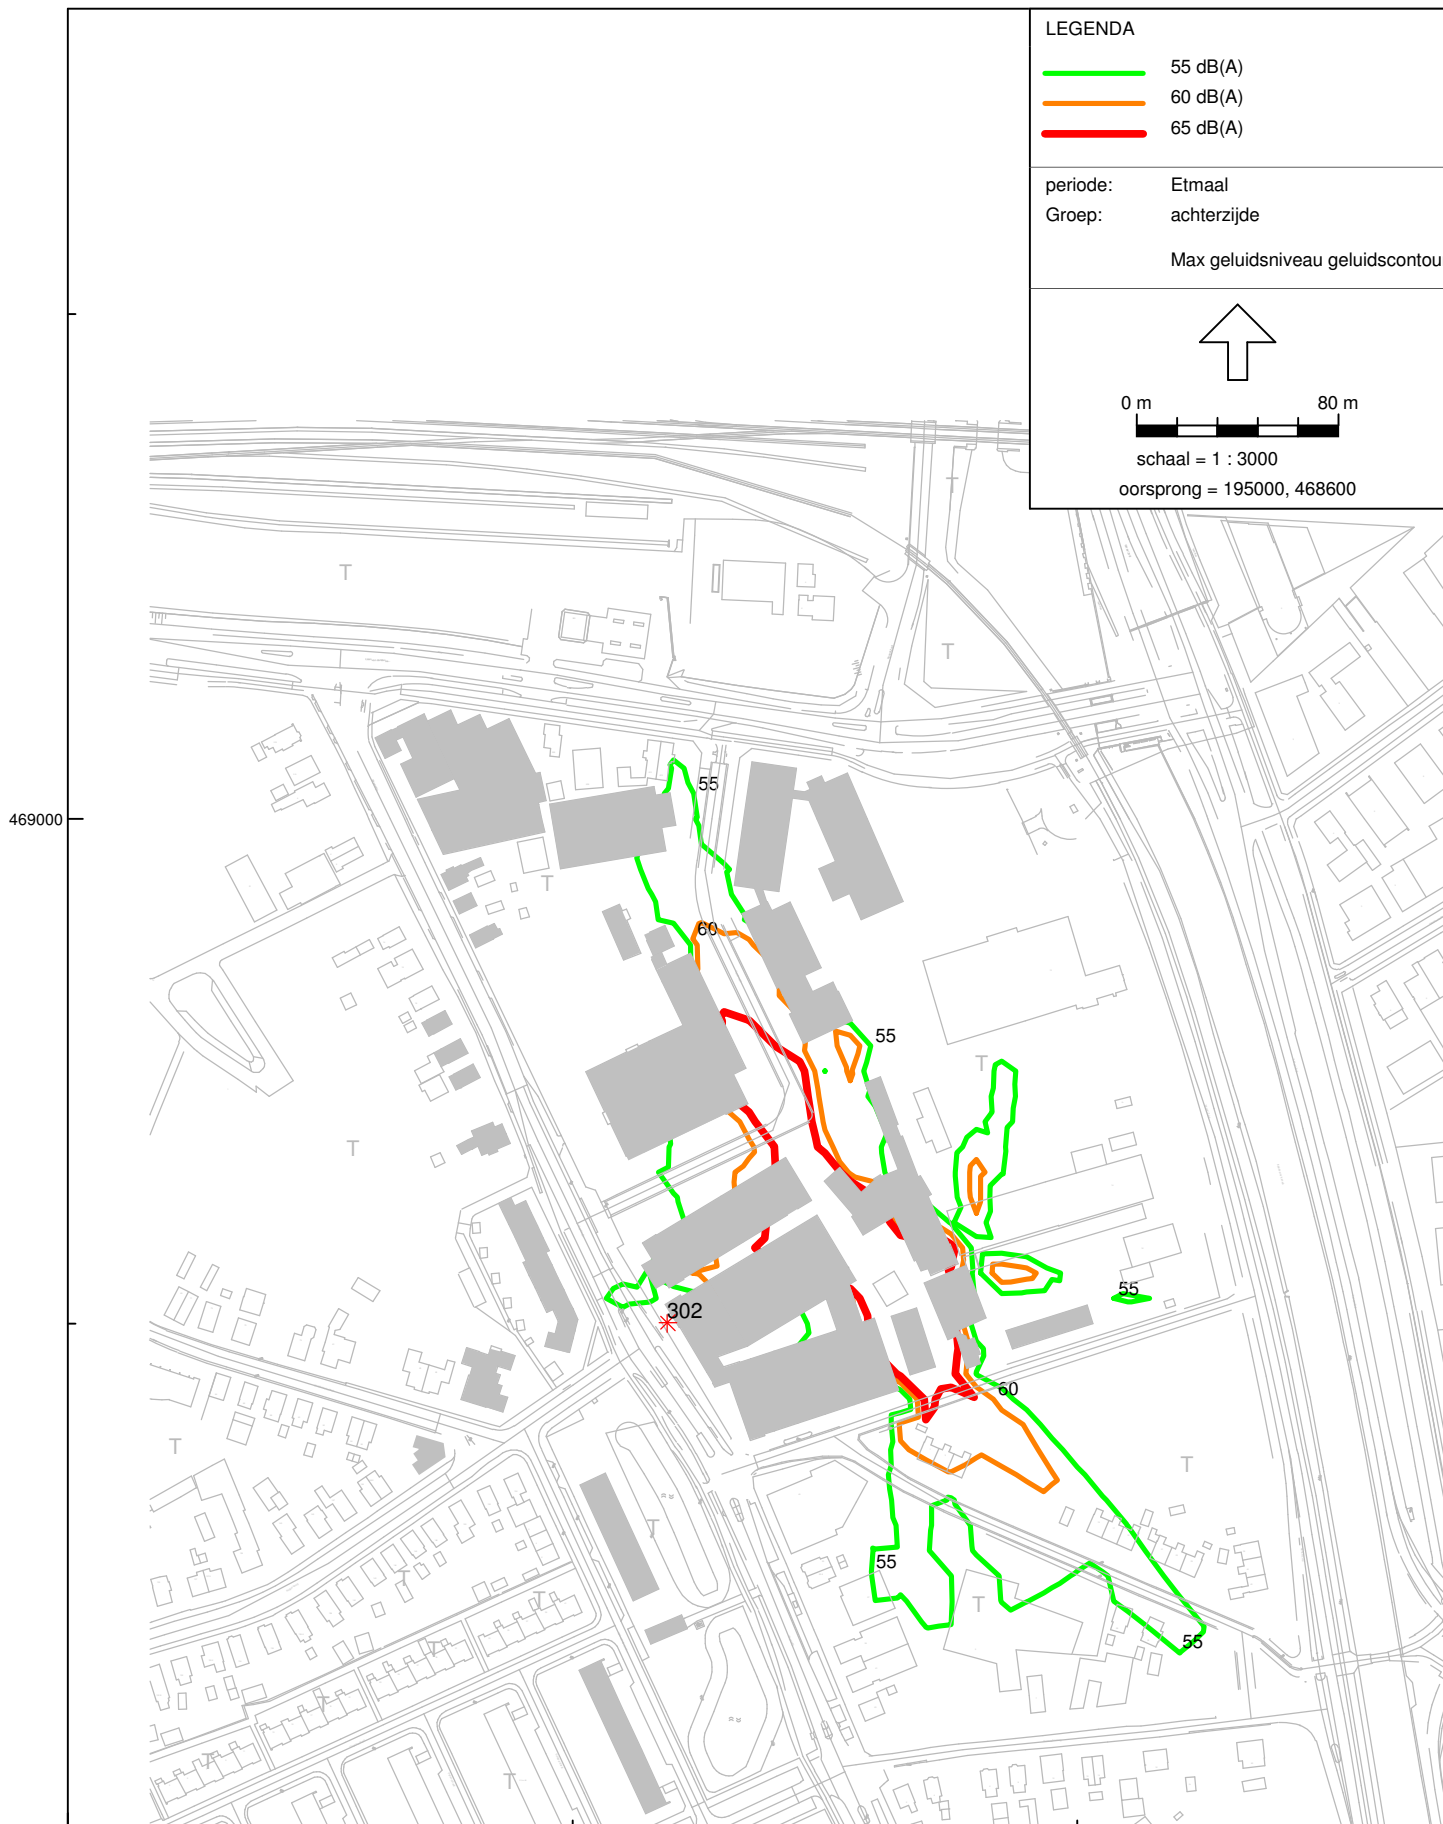 LEGENDA
55 dB(A)
60 dB(A)
65 dB(A)
periode: Etmaal
Groep: achterzijde
Max geluidsniveau geluidscontou
0 m 80 m
schaal = 1 : 3000
oorsprong = 195000, 468600
T
T
T
55
469000
T
60
55
T
T
55
302
60
T
T
T
55
T
T
T
T
55
T
T
T